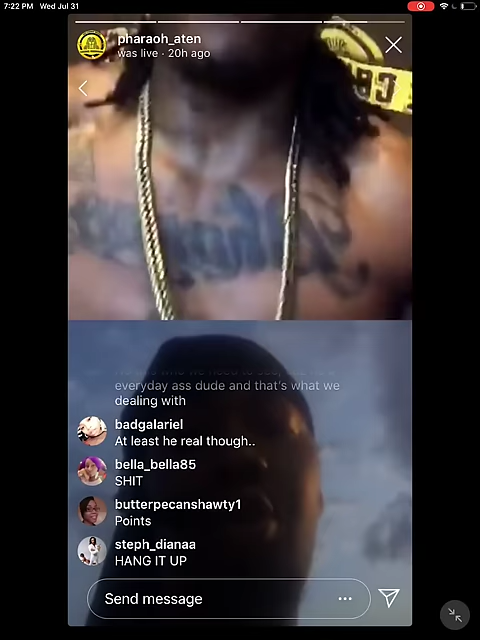 7:22 PM Wed Jul 31
pharaoh_aten
was live · 20h ago
everyday ass dude and that's what we
dealing with
badgalariel
At least he real though..
bella_bella85
SHIT
butterpecanshawty1
Points
steph_dianaa
HANG IT UP
Send message